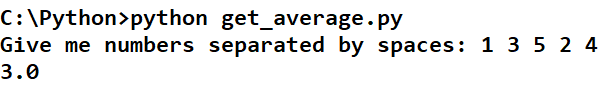 C:\Python>python get_average.py
Give me numbers separated by spaces: 1 3 5 2 4
3.0